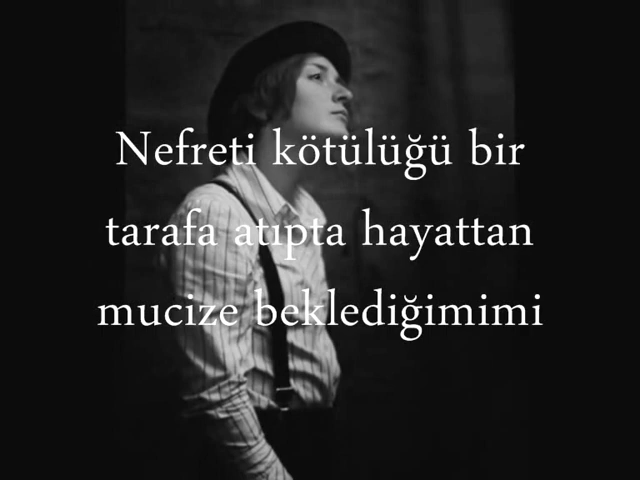 Nefreti kötülüğü bir
tarafa atıpta hayattan
mucize beklediğimimi